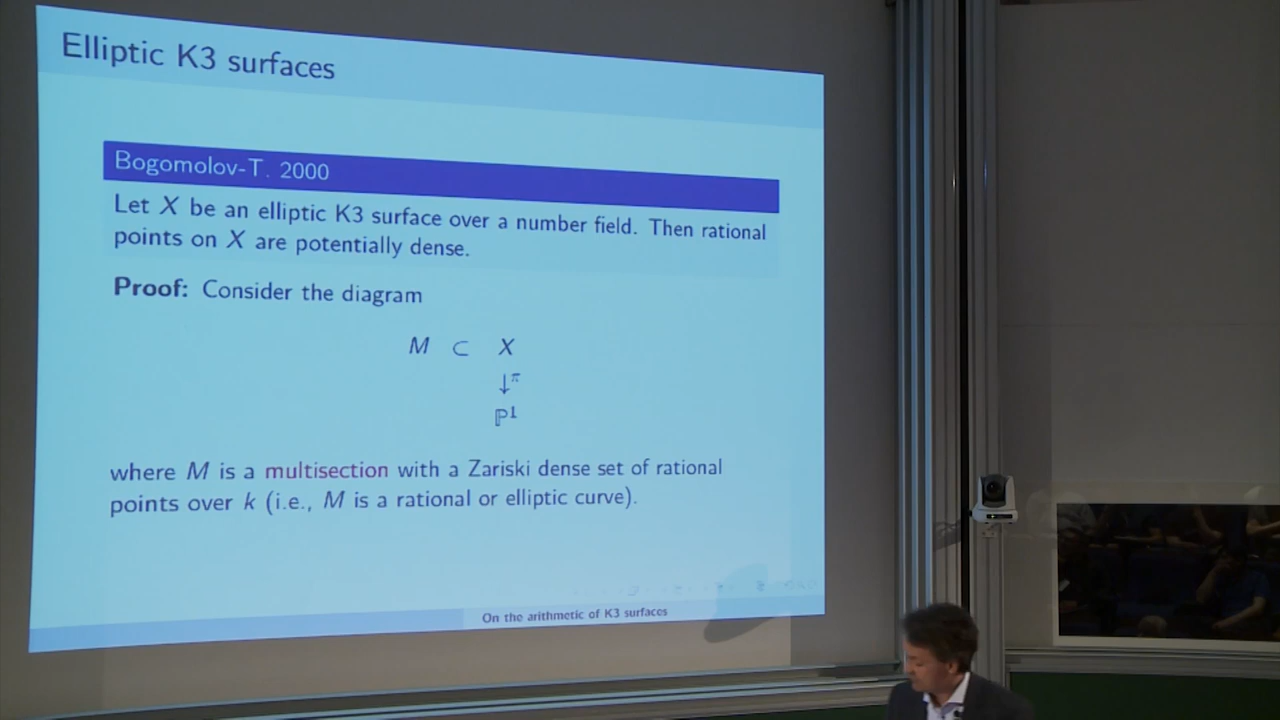 Elliptic K3 surfaces
Bogomolov-T. 2000
Let X be an elliptic K3 surface over a number field. Then rational
points on X are potentially dense.
Proof: Consider the diagram
M ⊂ X
↓π
ℙ¹
where M is a multisection with a Zariski dense set of rational
points over k (i.e., M is a rational or elliptic curve).
On the arithmetic of K3 surfaces